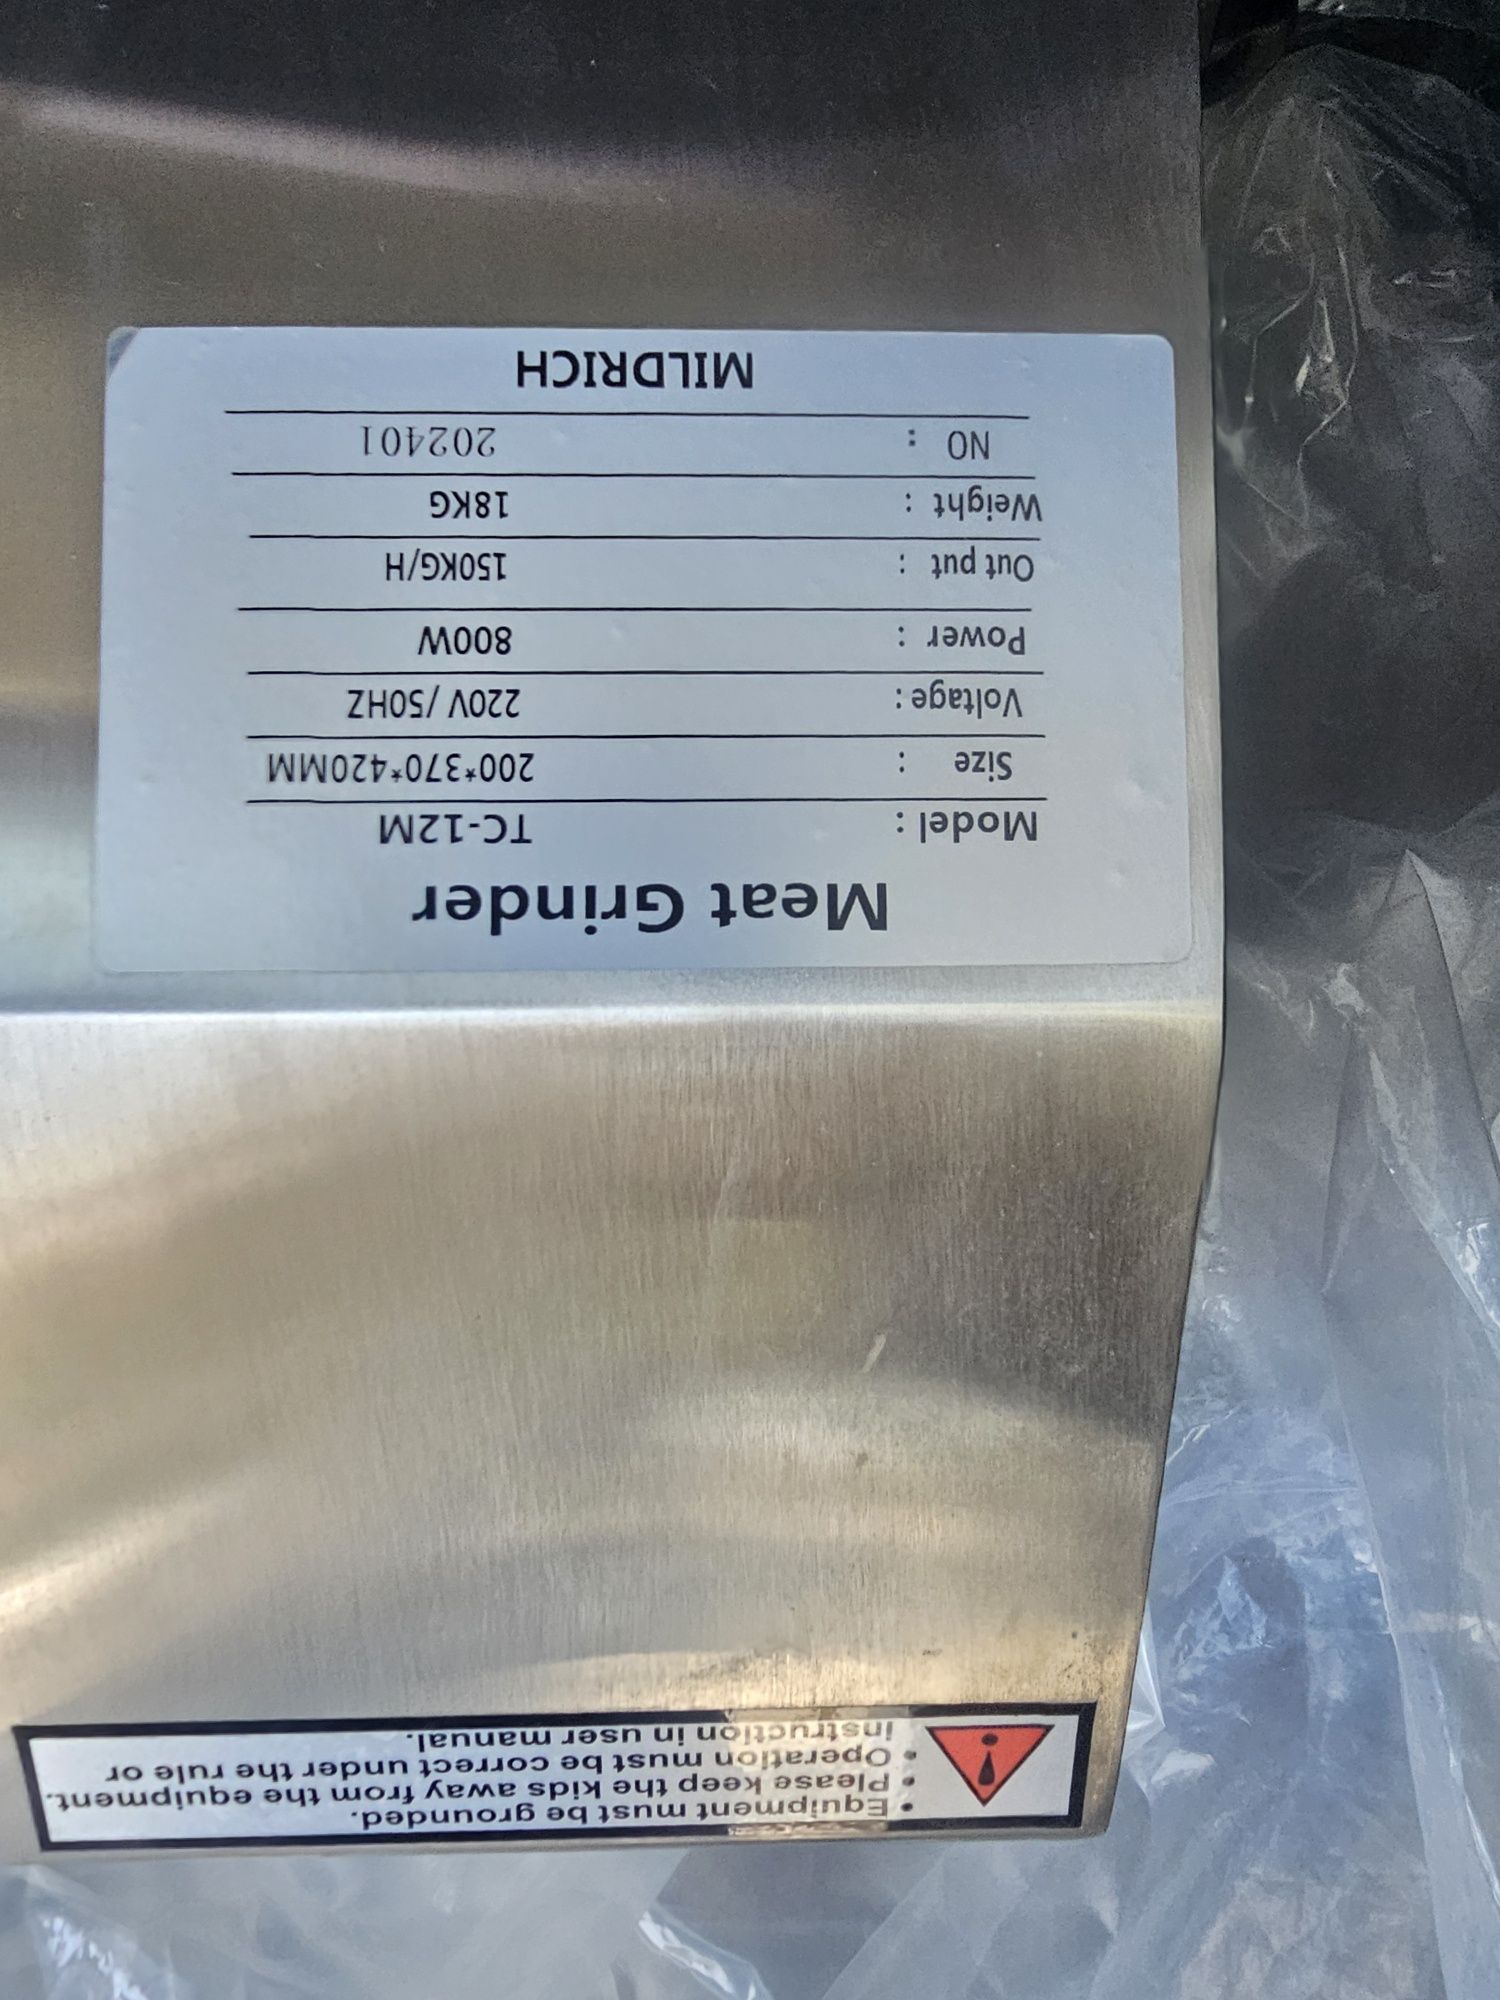 Equipment must be grounded.
Please keep the kids away from the equipment.
Operation must be correct under the rule or
instruction in user manual.
Meat Grinder
Model: TC-12M
Size : 200*370*420MM
Voltage: 220V/50HZ
Power : 800W
Out put : 150KG/H
Weight : 18KG
NO : 202401
MILDRICH